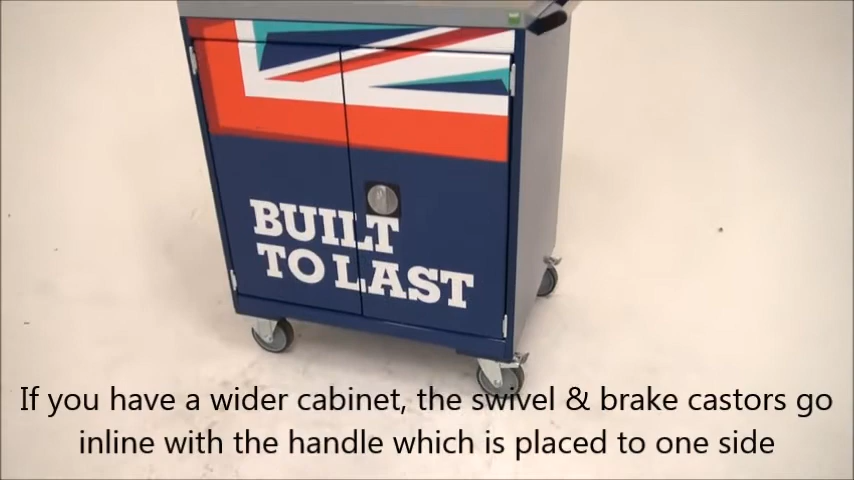 BUILT
TO LAST
If you have a wider cabinet, the swivel & brake castors go
inline with the handle which is placed to one side